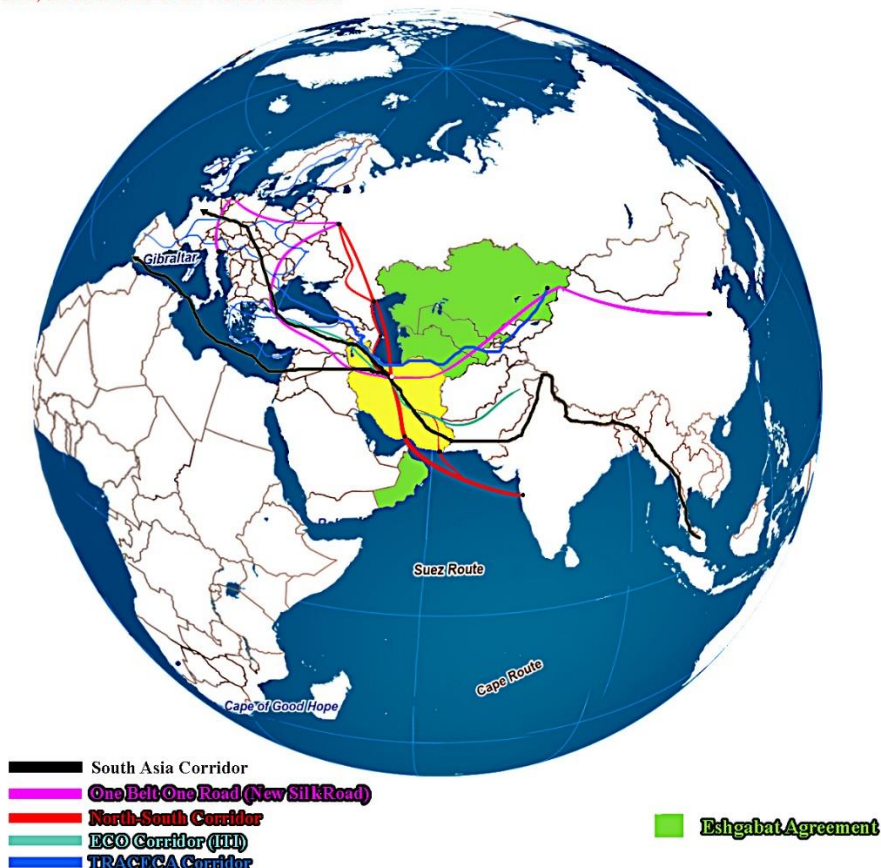 Gibraltar
Suez Route
Cape Route
Cape of Good Hope
South Asia Corridor
One Belt One Road (New SilkRoad)
North-South Corridor
ECO Corridor (ITI)
TRACECA Corridor
Eshgabat Agreement